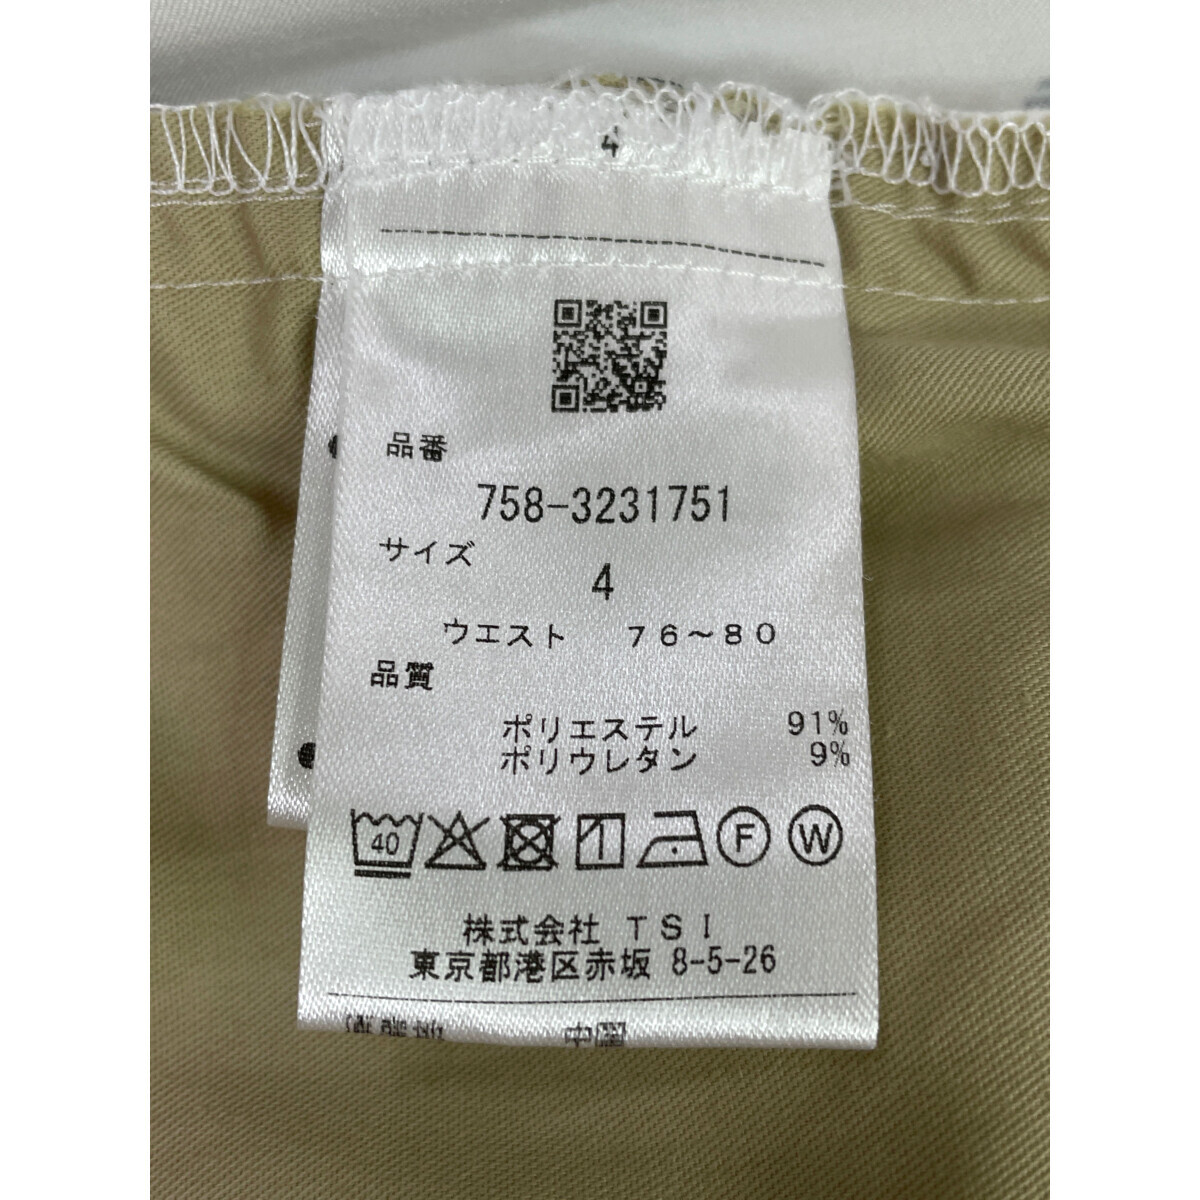 4
品番
758-3231751
サイズ
4
ウエスト 76~80
品質
ポリエステル 91%
ポリウレタン 9%
40
F W
株式会社 TSI
東京都港区赤坂 8-5-26